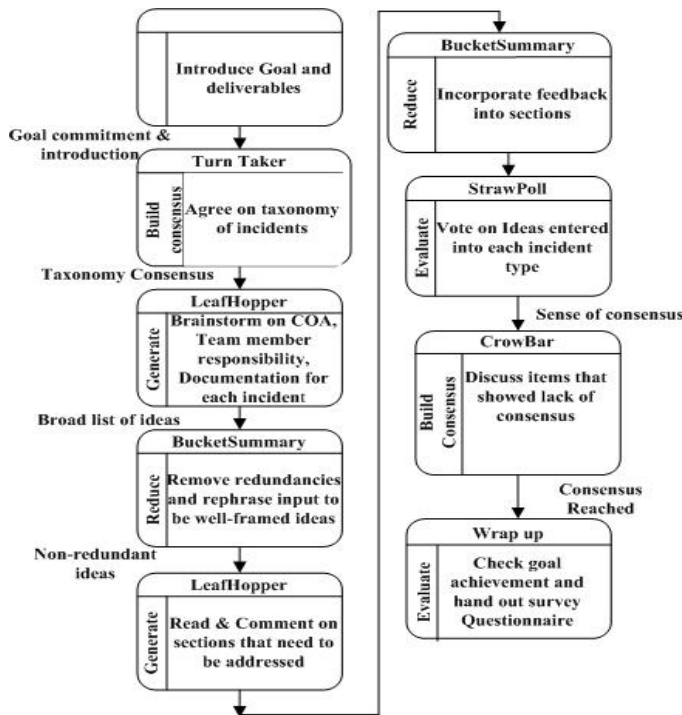 Introduce Goal and
deliverables
Goal commitment &
introduction
Turn Taker
Build
consensus
Agree on taxonomy
of incidents
Taxonomy Consensus
LeafHopper
Generate
Brainstorm on COA,
Team member
responsibility,
Documentation for
each incident
Broad list of ideas
BucketSummary
Reduce
Remove redundancies
and rephrase input to
be well-framed ideas
Non-redundant
ideas
LeafHopper
Generate
Read & Comment on
sections that need to
be addressed
BucketSummary
Reduce
Incorporate feedback
into sections
StrawPoll
Evaluate
Vote on Ideas entered
into each incident
type
Sense of consensus
CrowBar
Build
Consensus
Discuss items that
showed lack of
consensus
Consensus
Reached
Wrap up
Evaluate
Check goal
achievement and
hand out survey
Questionnaire